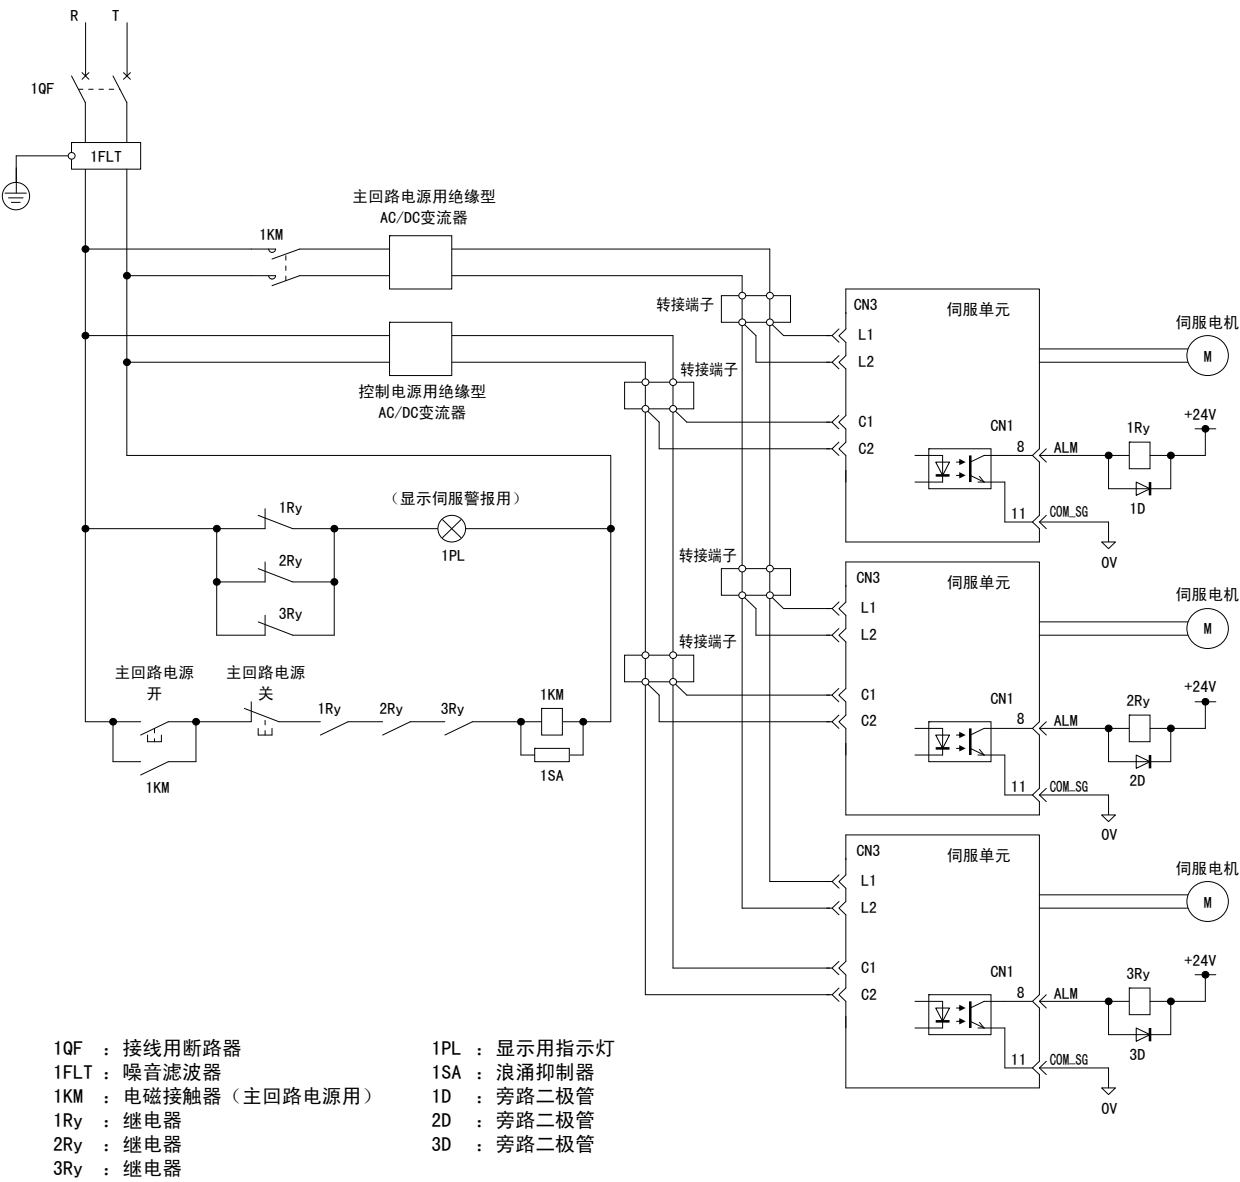 R
T
1QF
1FLT
主回路电源用绝缘型
AC/DC变流器
1KM
转接端子
CN3
伺服单元
L1
L2
伺服电机
M
控制电源用绝缘型
AC/DC变流器
转接端子
C1
C2
CN1
8
ALM
1Ry
+24V
11
COM_SG
1D
0V
1Ry
(显示伺服警报用)
1PL
2Ry
3Ry
转接端子
CN3
伺服单元
L1
L2
伺服电机
M
转接端子
C1
C2
CN1
8
ALM
2Ry
+24V
11
COM_SG
2D
0V
主回路电源
开
主回路电源
关
1Ry
2Ry
3Ry
1KM
1SA
1KM
CN3
伺服单元
L1
L2
伺服电机
M
C1
C2
CN1
8
ALM
3Ry
+24V
11
COM_SG
3D
0V
1QF : 接线用断路器
1FLT : 噪音滤波器
1KM : 电磁接触器(主回路电源用)
1Ry : 继电器
2Ry : 继电器
3Ry : 继电器
1PL : 显示用指示灯
1SA : 浪涌抑制器
1D : 旁路二极管
2D : 旁路二极管
3D : 旁路二极管